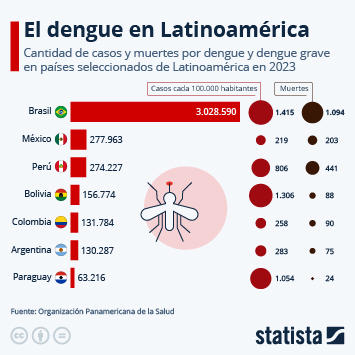 El dengue en Latinoamérica
Cantidad de casos y muertes por dengue y dengue grave
en países seleccionados de Latinoamérica en 2023
Casos cada 100.000 habitantes Muertes
Brasil 3.028.590 1.415 1.094
México 277.963 219 203
Perú 274.227 806 441
Bolivia 156.774 1.306 88
Colombia 131.784 258 90
Argentina 130.287 283 75
Paraguay 63.216 1.054 24
Fuente: Organización Panamericana de la Salud
statista